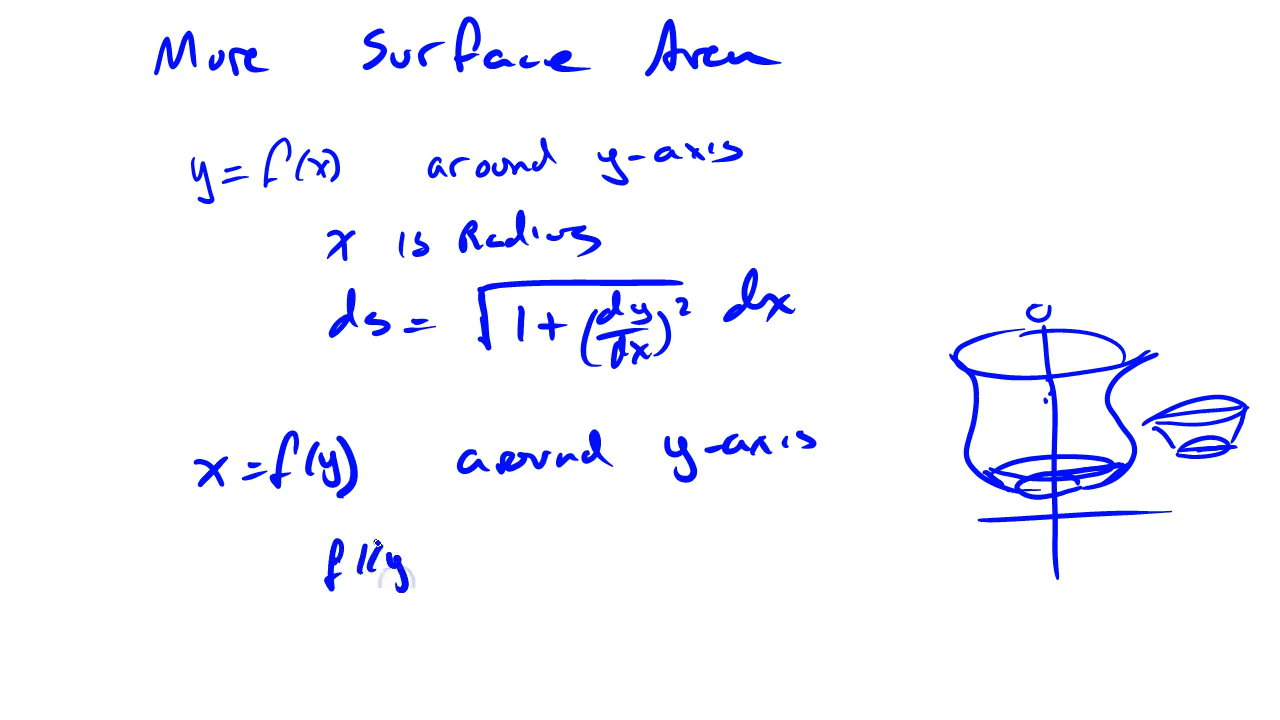 More Surface Area
y = f(x) around y-axis
x is Radius
ds = √(1 + (dy/dx)²) dx
x = f(y) around y-axis